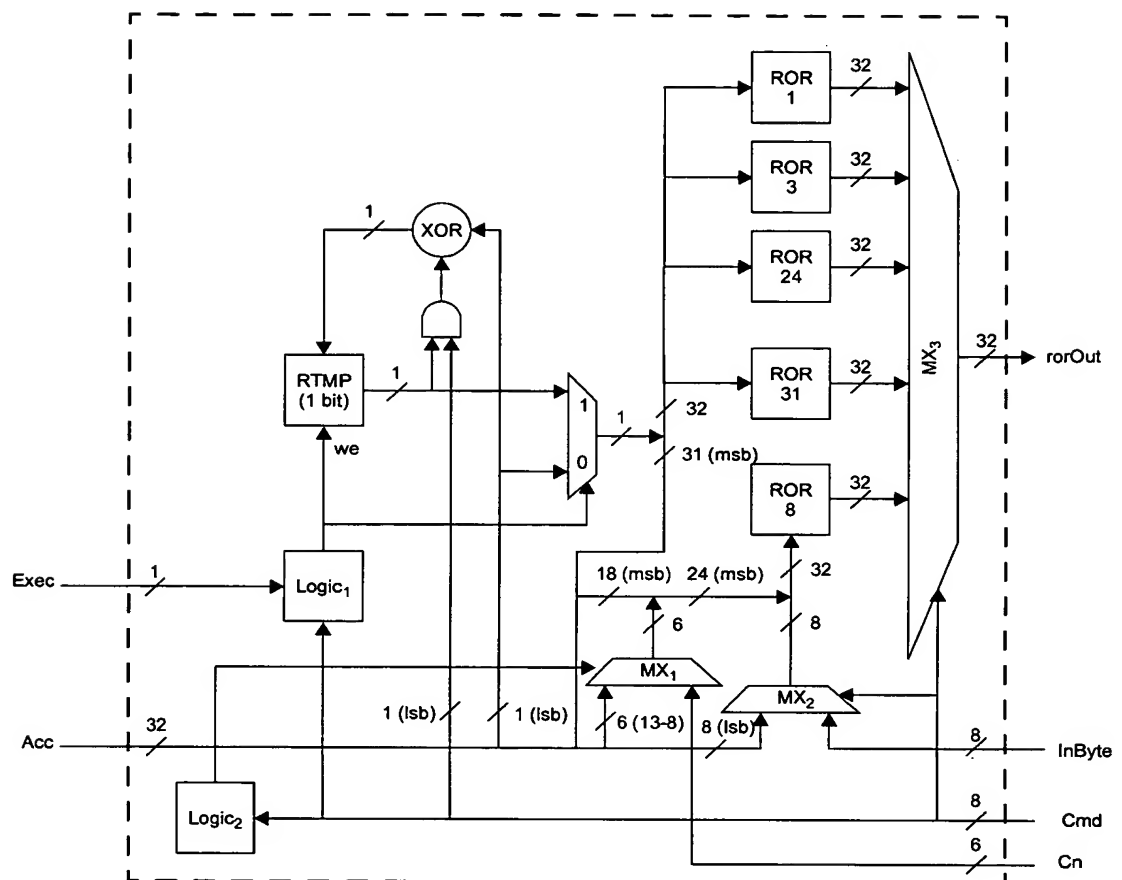 32
ROR
1
32
ROR
3
32
ROR
24
32
ROR
31
32
ROR
8
MX3
32
rorOut
1
XOR
RTMP
(1 bit)
1
we
1
0
1
32
31 (msb)
Exec
1
Logic1
18 (msb)
24 (msb)
32
6
8
MX1
MX2
1 (lsb)
1 (lsb)
6 (13-8)
8 (lsb)
Acc
32
8
InByte
Logic2
8
Cmd
6
Cn